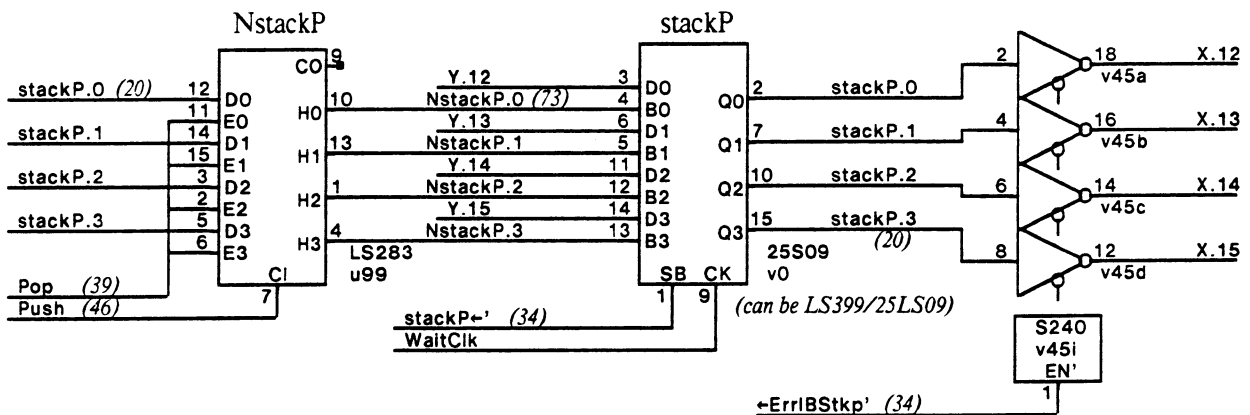 NstackP
stackP
9
CO
stackP.0 (20)
12
D0
11
E0
stackP.1
14
D1
15
E1
stackP.2
3
D2
2
E2
stackP.3
5
D3
6
E3
H0
10
H1
13
H2
1
H3
4
LS283
u99
CI
7
Pop (39)
Push (46)
Y.12
3
D0
NstackP.0 (73)
4
B0
Y.13
6
D1
NstackP.1
5
B1
Y.14
11
D2
NstackP.2
12
B2
Y.15
14
D3
NstackP.3
13
B3
Q0
2
stackP.0
Q1
7
stackP.1
Q2
10
stackP.2
Q3
15
stackP.3
(20)
25S09
v0
SB CK
1
9
(can be LS399/25LS09)
stackP←' (34)
WaitClk
2
18
X.12
v45a
4
16
X.13
v45b
6
14
X.14
v45c
8
12
X.15
v45d
S240
v45i
EN'
1
←ErrIBStkp' (34)